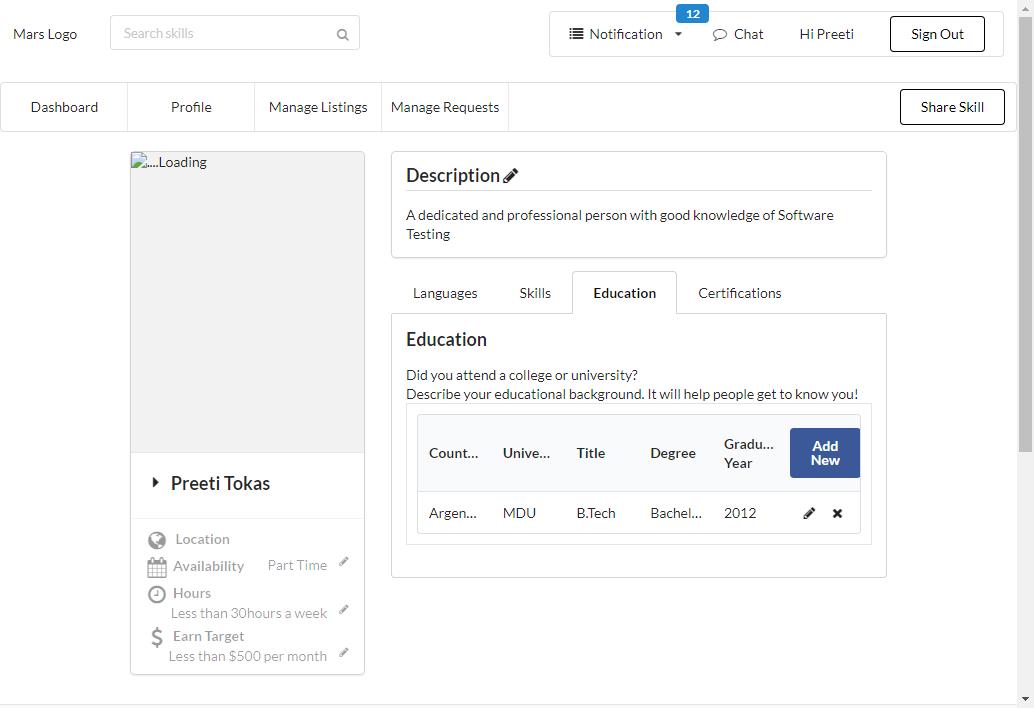 12
Mars Logo
Search skills
Notification
Chat
Hi Preeti
Sign Out
Dashboard
Profile
Manage Listings
Manage Requests
Share Skill
....Loading
Description
A dedicated and professional person with good knowledge of Software
Testing
Languages
Skills
Education
Certifications
Education
Did you attend a college or university?
Describe your educational background. It will help people get to know you!
Count...
Unive...
Title
Degree
Gradu...
Year
Add
New
Argen...
MDU
B.Tech
Bachel...
2012
Preeti Tokas
Location
Availability
Part Time
Hours
Less than 30hours a week
Earn Target
Less than $500 per month